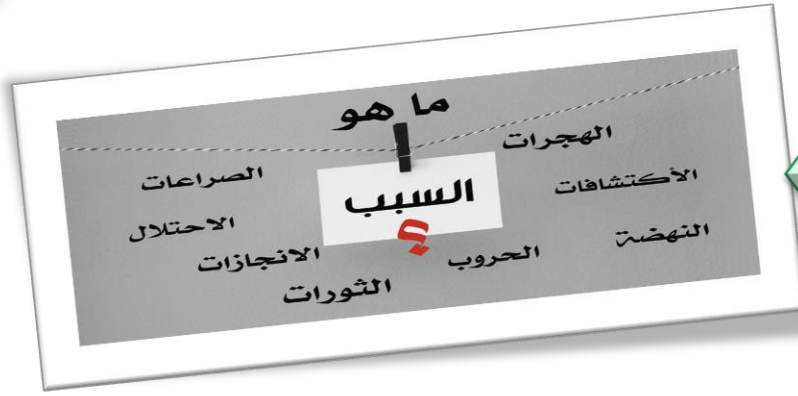 ما هو
السبب
؟
الهجرات
الصراعات
الأكتشافات
الاحتلال
النهضة
الانجازات
الحروب
الثورات